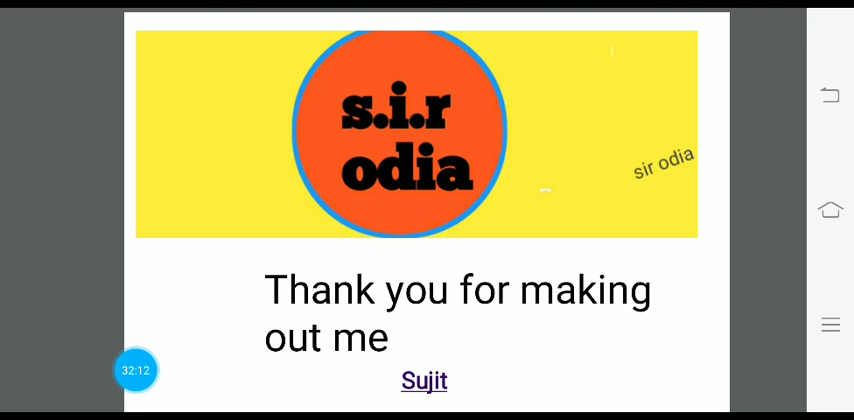 s.i.r
odia
sir odia
Thank you for making
out me
Sujit
32:12